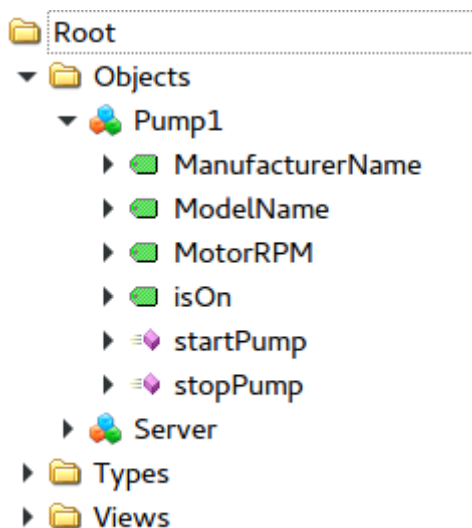 Root
Objects
Pump1
ManufacturerName
ModelName
MotorRPM
isOn
startPump
stopPump
Server
Types
Views